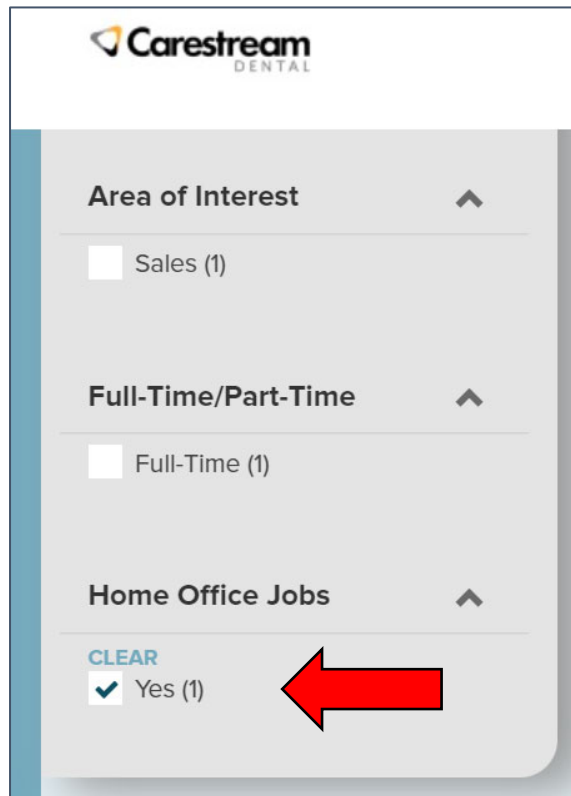 Carestream
DENTAL
Area of Interest
Sales (1)
Full-Time/Part-Time
Full-Time (1)
Home Office Jobs
CLEAR
Yes (1)